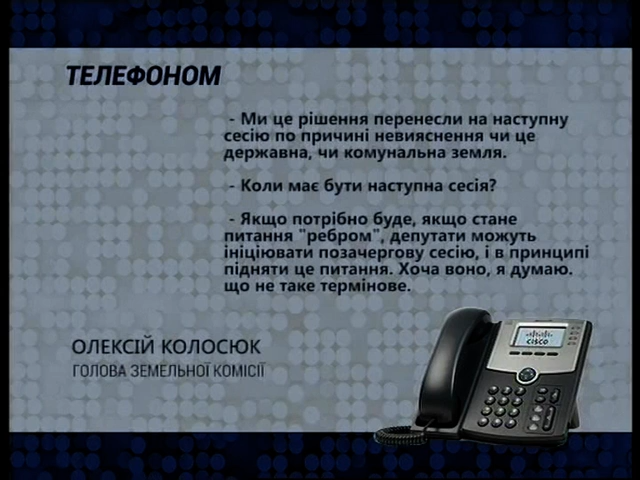 ТЕЛЕФОНОМ
- Ми це рішення перенесли на наступну
сесію по причині невияснення чи це
державна, чи комунальна земля.
- Коли має бути наступна сесія?
- Якщо потрібно буде, якщо стане
питання "ребром", депутати можуть
ініціювати позачергову сесію, і в принципі
підняти це питання. Хоча воно, я думаю.
що не таке термінове.
ОЛЕКСІЙ КОЛОСЮК
ГОЛОВА ЗЕМЕЛЬНОЇ КОМІСІЇ
CISCO